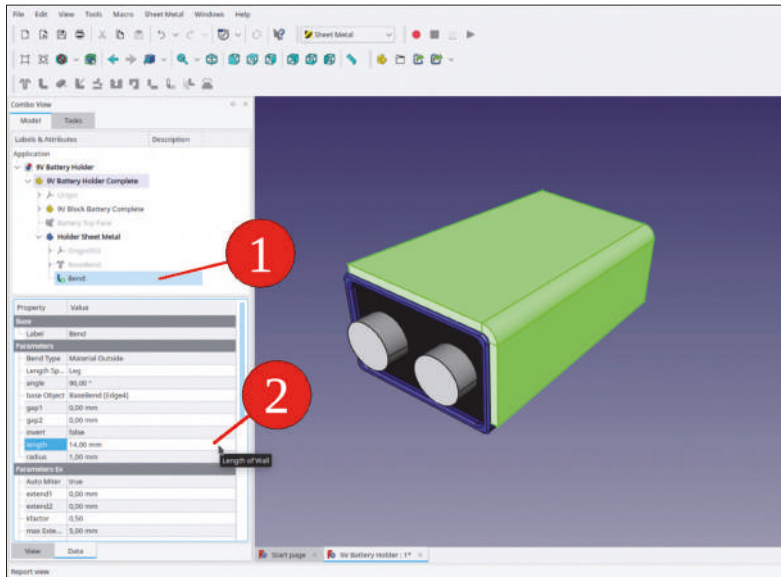 File Edit View Tools Macro Sheet Metal Windows Help
Sheet Metal
Combo View
Model Tasks
Labels & Attributes Description
Application
9V Battery Holder
9V Battery Holder Complete
Origin
9V Block Battery Complete
Battery Top Face
Holder Sheet Metal
Origin003
BaseBend
Bend
1
Property Value
Base
Label Bend
Parameters
Bend Type Material Outside
Length Sp... Leg
angle 90,00 °
base Object BaseBend (Edge4)
gap1 0,00 mm
gap2 0,00 mm
invert false
length 14,00 mm
radius 1,00 mm
2
Length of Wall
Parameters Ex
Auto Miter true
extend1 0,00 mm
extend2 0,00 mm
kfactor 0,50
max Exte... 5,00 mm
View Data
Start page 9V Battery Holder : 1*
Report view